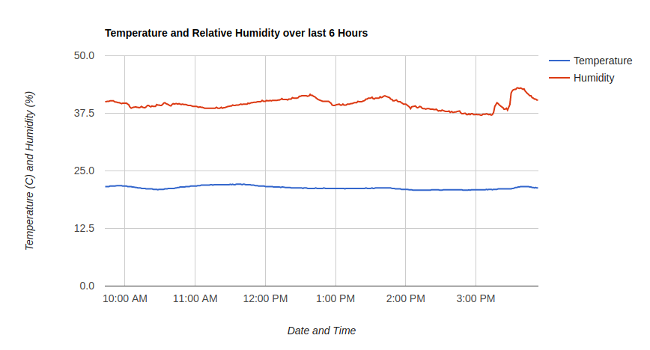 Temperature and Relative Humidity over last 6 Hours
50.0
37.5
25.0
12.5
0.0
Temperature (C) and Humidity (%)
10:00 AM 11:00 AM 12:00 PM 1:00 PM 2:00 PM 3:00 PM
Date and Time
Temperature
Humidity